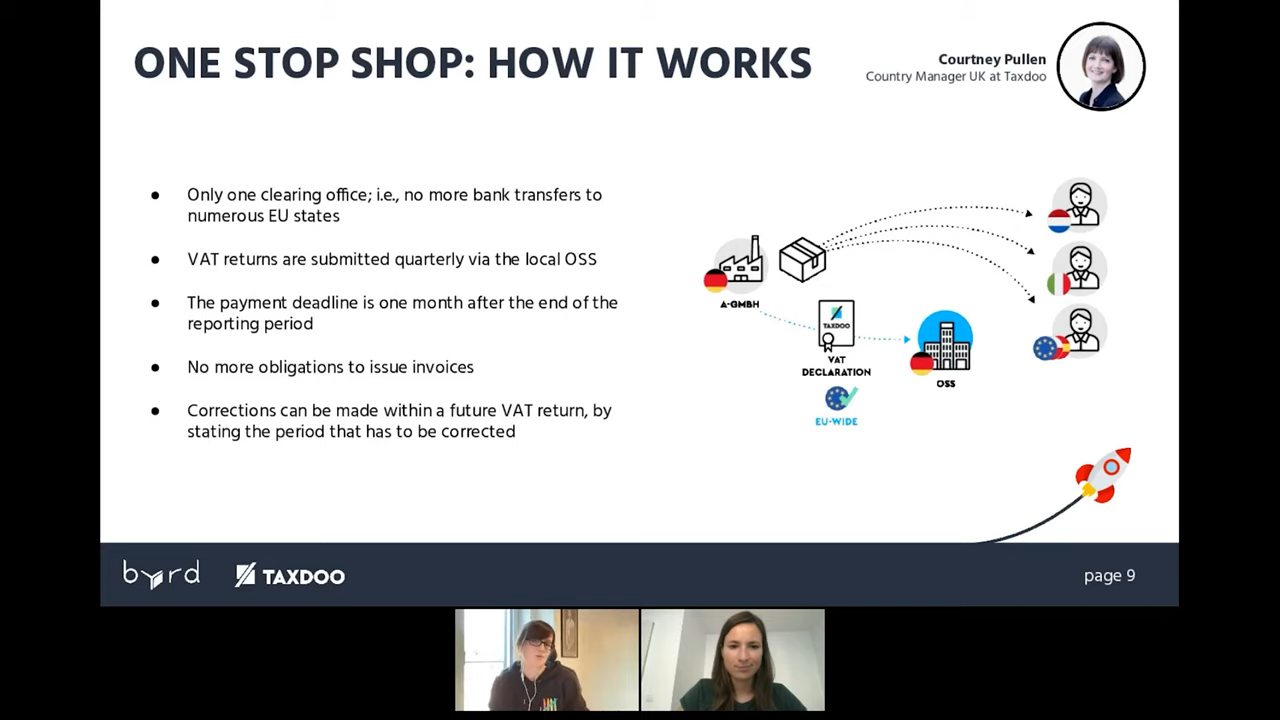 ONE STOP SHOP: HOW IT WORKS
Courtney Pullen
Country Manager UK at Taxdoo
● Only one clearing office; i.e., no more bank transfers to
numerous EU states
● VAT returns are submitted quarterly via the local OSS
● The payment deadline is one month after the end of the
reporting period
● No more obligations to issue invoices
● Corrections can be made within a future VAT return, by
stating the period that has to be corrected
A-GMBH
TAXDOO
VAT
DECLARATION
EU-WIDE
OSS
byrd
TAXDOO
page 9